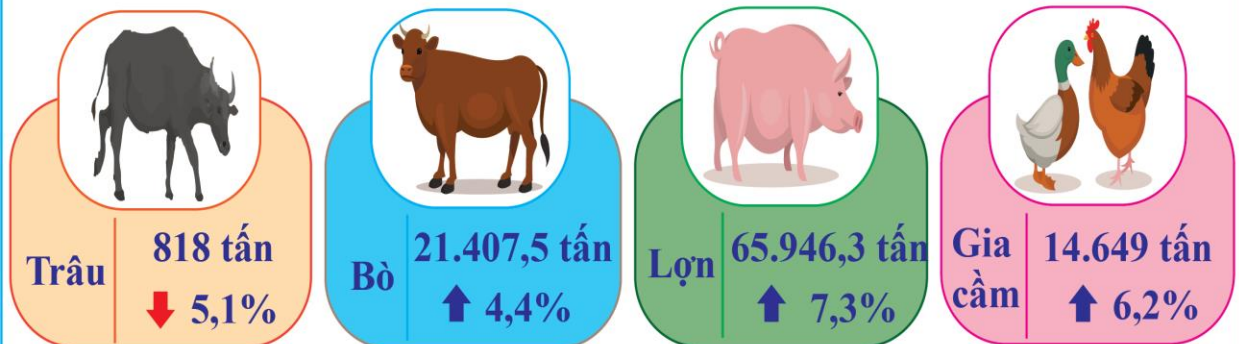 Trâu
818 tấn
5,1%
Bò
21.407,5 tấn
4,4%
Lợn
65.946,3 tấn
7,3%
Gia
cầm
14.649 tấn
6,2%